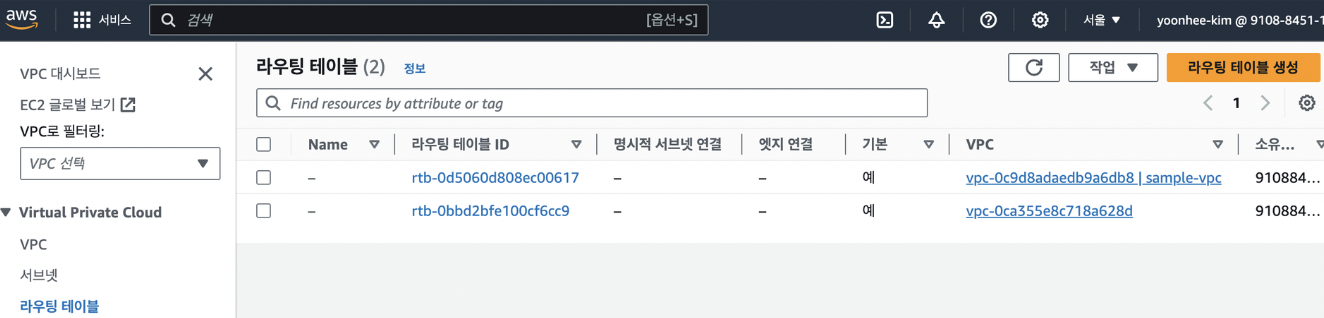 aws 서비스 검색 [옵션+S] 서울 yoonhee-kim @ 9108-8451-1
VPC 대시보드
EC2 글로벌 보기
VPC로 필터링:
VPC 선택
Virtual Private Cloud
VPC
서브넷
라우팅 테이블
라우팅 테이블 (2) 정보 작업 라우팅 테이블 생성
Find resources by attribute or tag 1
Name 라우팅 테이블 ID 명시적 서브넷 연결 엣지 연결 기본 VPC 소유...
– rtb-0d5060d808ec00617 – – 예 vpc-0c9d8adaedb9a6db8 | sample-vpc 910884...
– rtb-0bbd2bfe100cf6cc9 – – 예 vpc-0ca355e8c718a628d 910884...